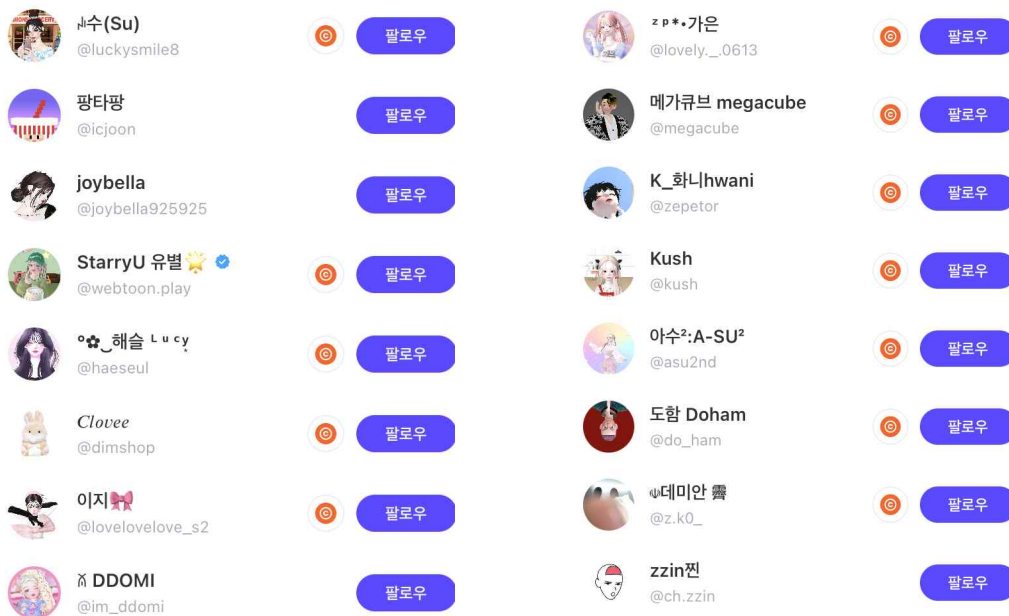 수(Su)
@luckysmile8
팔로우
팡타팡
@icjoon
팔로우
joybella
@joybella925925
팔로우
StarryU 유별🌟
@webtoon.play
팔로우
°✿‿해슬 ᴸ ᵘ ᶜ ʸ̣
@haeseul
팔로우
Clovee
@dimshop
팔로우
이지🎀
@lovelovelove_s2
팔로우
DDOMI
@im_ddomi
팔로우
ᶻ ᵖ*•가은
@lovely._.0613
팔로우
메가큐브 megacube
@megacube
팔로우
K_화니hwani
@zepetor
팔로우
Kush
@kush
팔로우
아수²:A-SU²
@asu2nd
팔로우
도함 Doham
@do_ham
팔로우
데미안 霽
@z.k0_
팔로우
zzin찐
@ch.zzin
팔로우